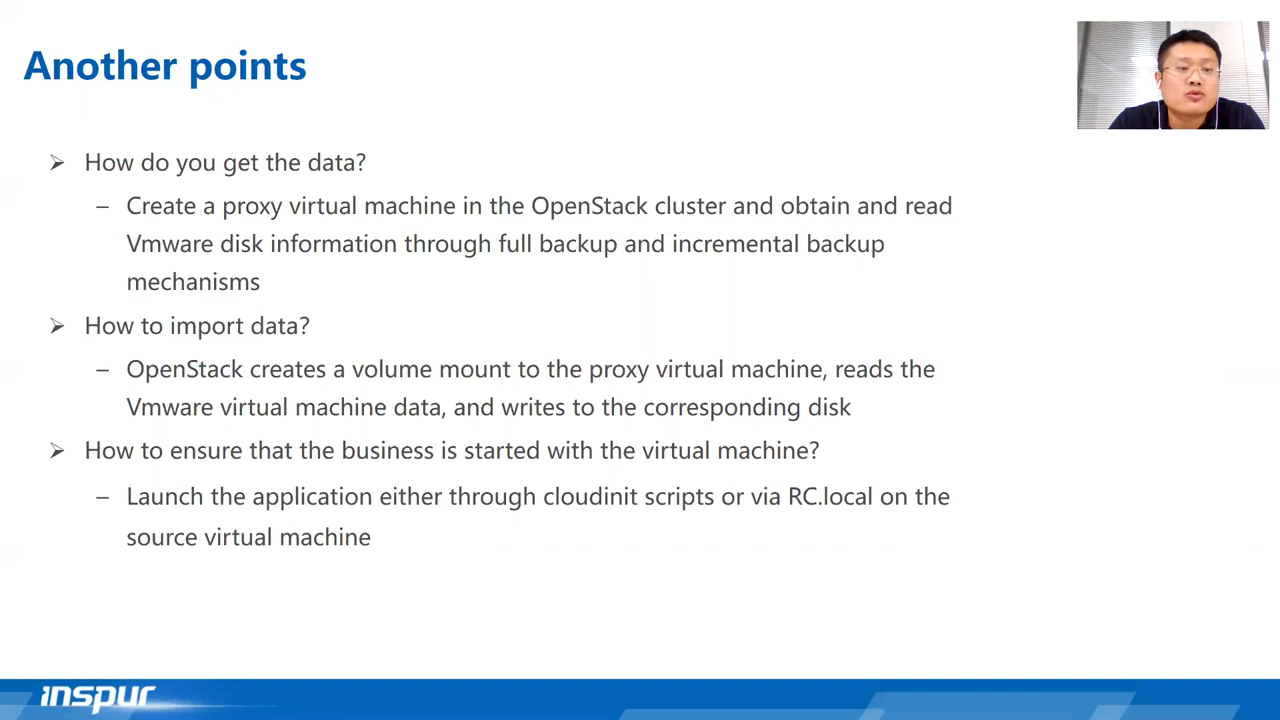 Another points
How do you get the data?
– Create a proxy virtual machine in the OpenStack cluster and obtain and read
Vmware disk information through full backup and incremental backup
mechanisms
How to import data?
– OpenStack creates a volume mount to the proxy virtual machine, reads the
Vmware virtual machine data, and writes to the corresponding disk
How to ensure that the business is started with the virtual machine?
– Launch the application either through cloudinit scripts or via RC.local on the
source virtual machine
inspur